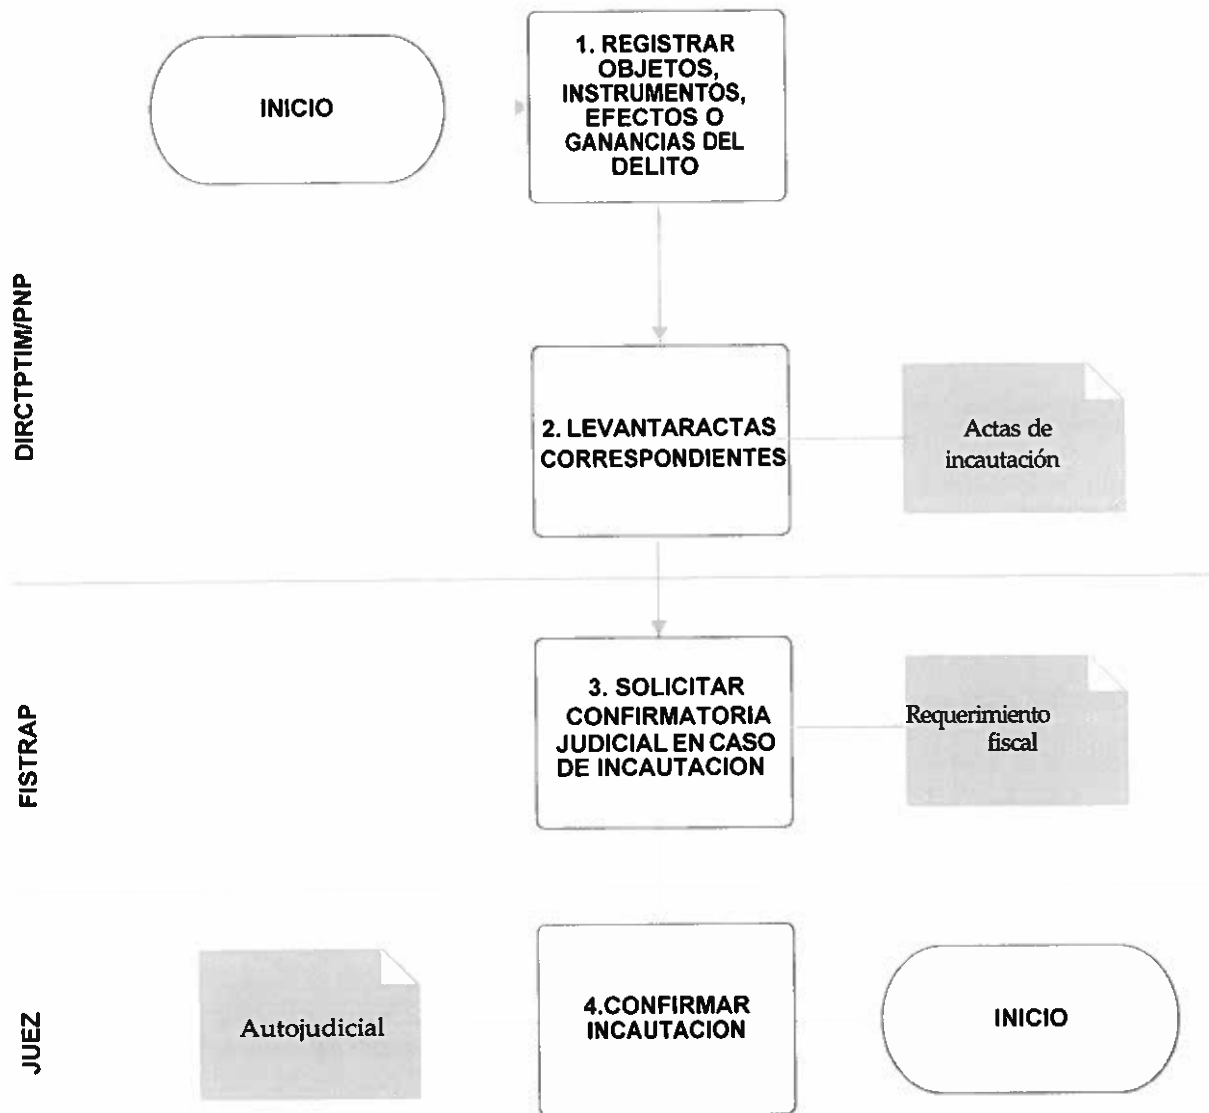 INICIO
1. REGISTRAR
OBJETOS,
INSTRUMENTOS,
EFECTOS O
GANANCIAS DEL
DELITO
DIRCTPTIM/PNP
2. LEVANTARACTAS
CORRESPONDIENTES
Actas de
incautación
FISTRAP
3. SOLICITAR
CONFIRMATORIA
JUDICIAL EN CASO
DE INCAUTACION
Requerimiento
fiscal
JUEZ
Autojudicial
4.CONFIRMAR
INCAUTACION
INICIO